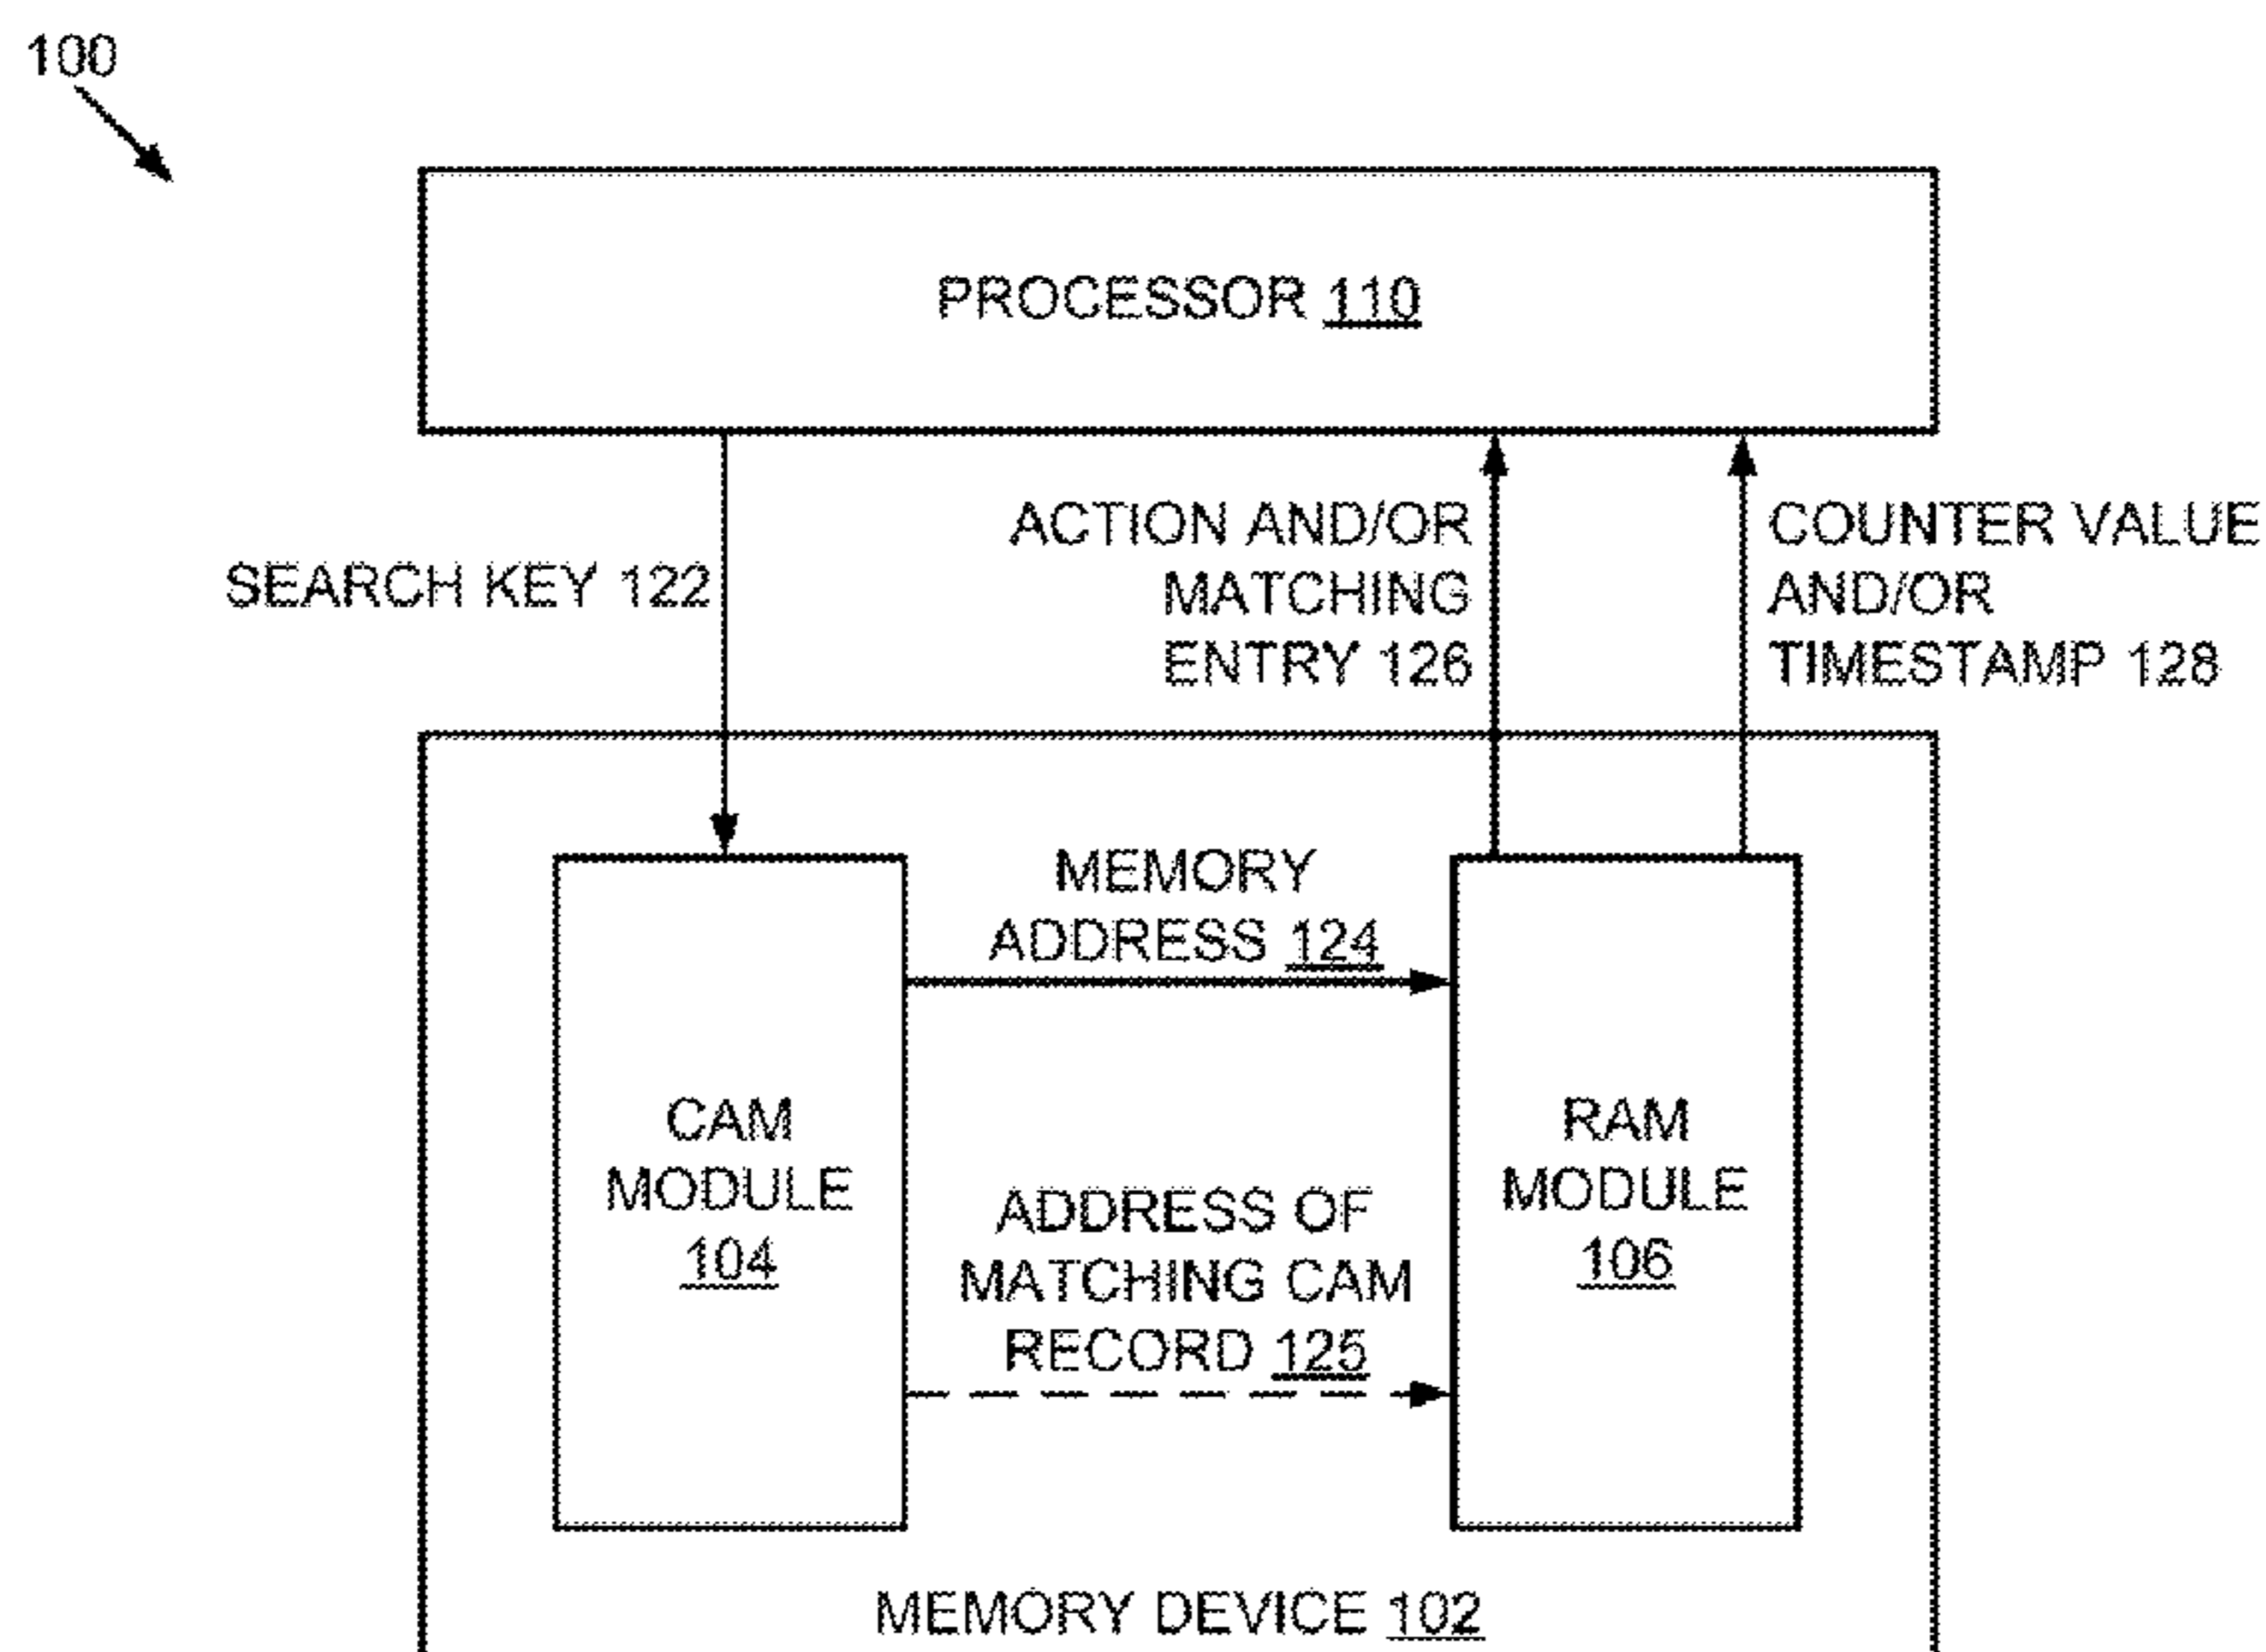 100
PROCESSOR 110
SEARCH KEY 122
ACTION AND/OR
MATCHING
ENTRY 126
COUNTER VALUE
AND/OR
TIMESTAMP 128
MEMORY
ADDRESS 124
CAM
MODULE
104
ADDRESS OF
MATCHING CAM
RECORD 125
RAM
MODULE
106
MEMORY DEVICE 102